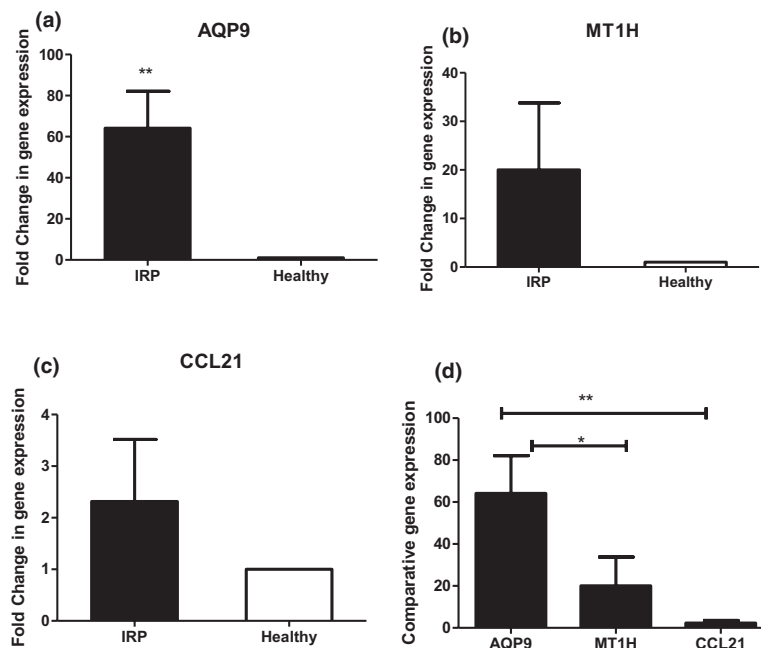 (a)
AQP9
Fold Change in gene expression
100
80
60
40
20
0
**
IRP Healthy
(b)
MT1H
Fold Change in gene expression
40
30
20
10
0
IRP Healthy
(c)
CCL21
Fold Change in gene expression
4
3
2
1
0
IRP Healthy
(d)
Comparative gene expression
100
80
60
40
20
0
**
*
AQP9 MT1H CCL21